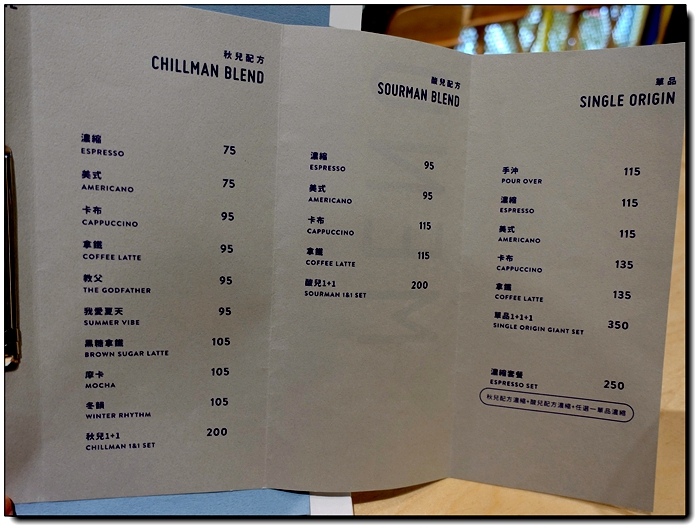 秋兒配方
CHILLMAN BLEND
濃縮
ESPRESSO 75
美式
AMERICANO 75
卡布
CAPPUCCINO 95
拿鐵
COFFEE LATTE 95
教父
THE GODFATHER 95
我愛夏天
SUMMER VIBE 95
黑糖拿鐵
BROWN SUGAR LATTE 105
摩卡
MOCHA 105
冬韻
WINTER RHYTHM 105
秋兒1+1
CHILLMAN 1&1 SET 200
酸兒配方
SOURMAN BLEND
濃縮
ESPRESSO 95
美式
AMERICANO 95
卡布
CAPPUCCINO 115
拿鐵
COFFEE LATTE 115
酸兒1+1
SOURMAN 1&1 SET 200
單品
SINGLE ORIGIN
手沖
POUR OVER 115
濃縮
ESPRESSO 115
美式
AMERICANO 115
卡布
CAPPUCCINO 135
拿鐵
COFFEE LATTE 135
單品1+1+1
SINGLE ORIGIN GIANT SET 350
濃縮套餐
ESPRESSO SET 250
秋兒配方濃縮+酸兒配方濃縮+任選一單品濃縮